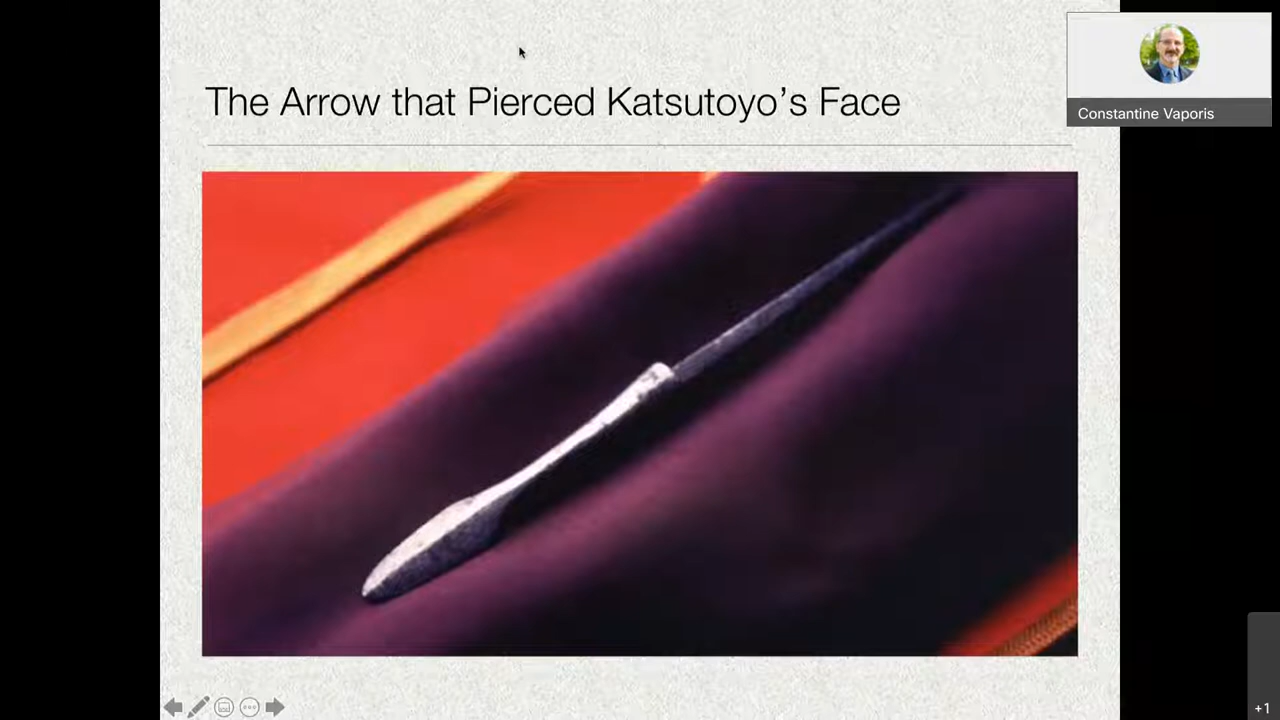 The Arrow that Pierced Katsutoyo’s Face
Constantine Vaporis
+1